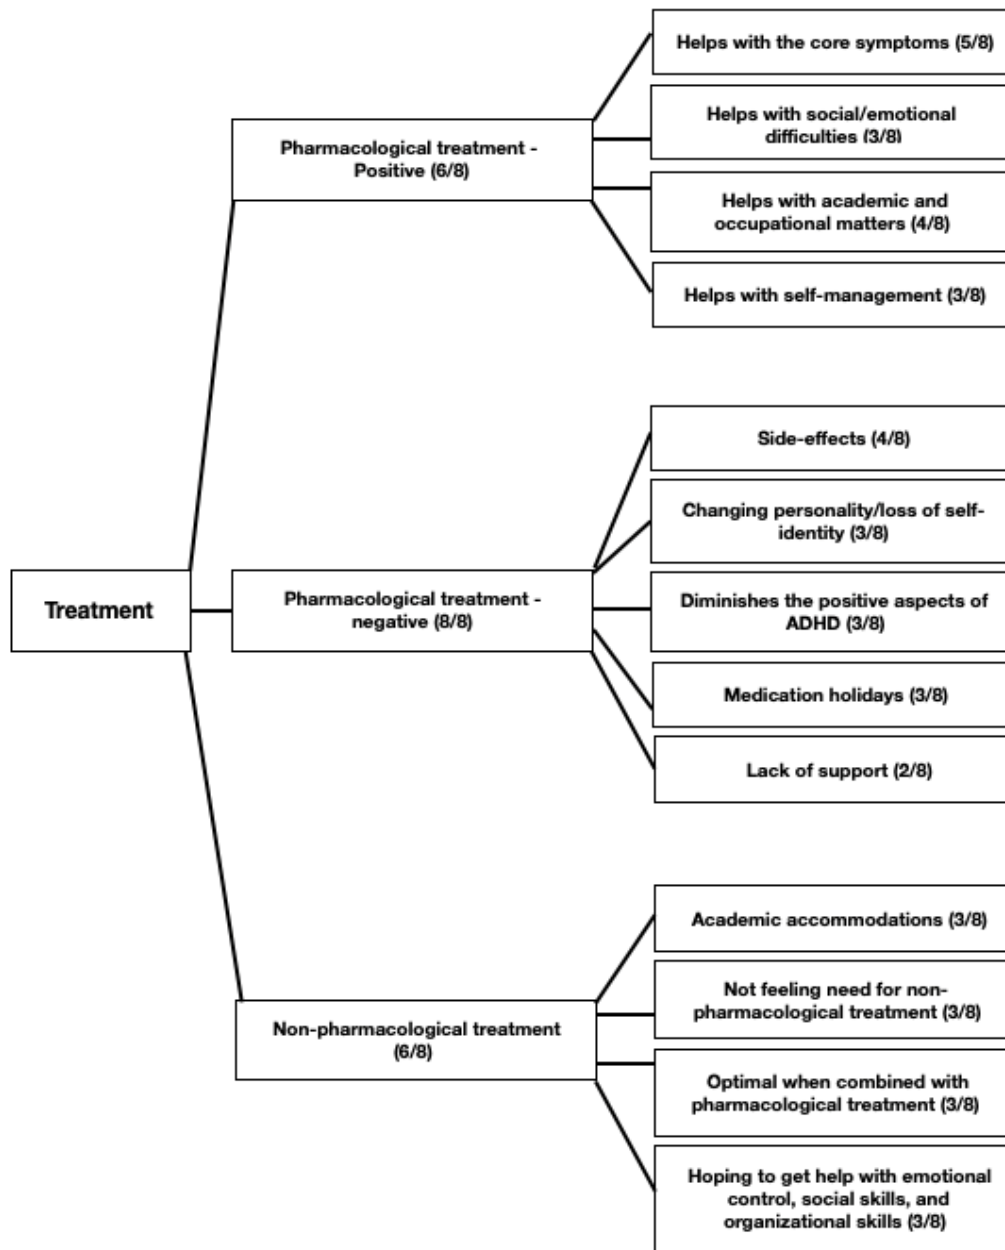 Treatment
Pharmacological treatment -
Positive (6/8)
Helps with the core symptoms (5/8)
Helps with social/emotional
difficulties (3/8)
Helps with academic and
occupational matters (4/8)
Helps with self-management (3/8)
Pharmacological treatment -
negative (8/8)
Side-effects (4/8)
Changing personality/loss of self-
identity (3/8)
Diminishes the positive aspects of
ADHD (3/8)
Medication holidays (3/8)
Lack of support (2/8)
Non-pharmacological treatment
(6/8)
Academic accommodations (3/8)
Not feeling need for non-
pharmacological treatment (3/8)
Optimal when combined with
pharmacological treatment (3/8)
Hoping to get help with emotional
control, social skills, and
organizational skills (3/8)